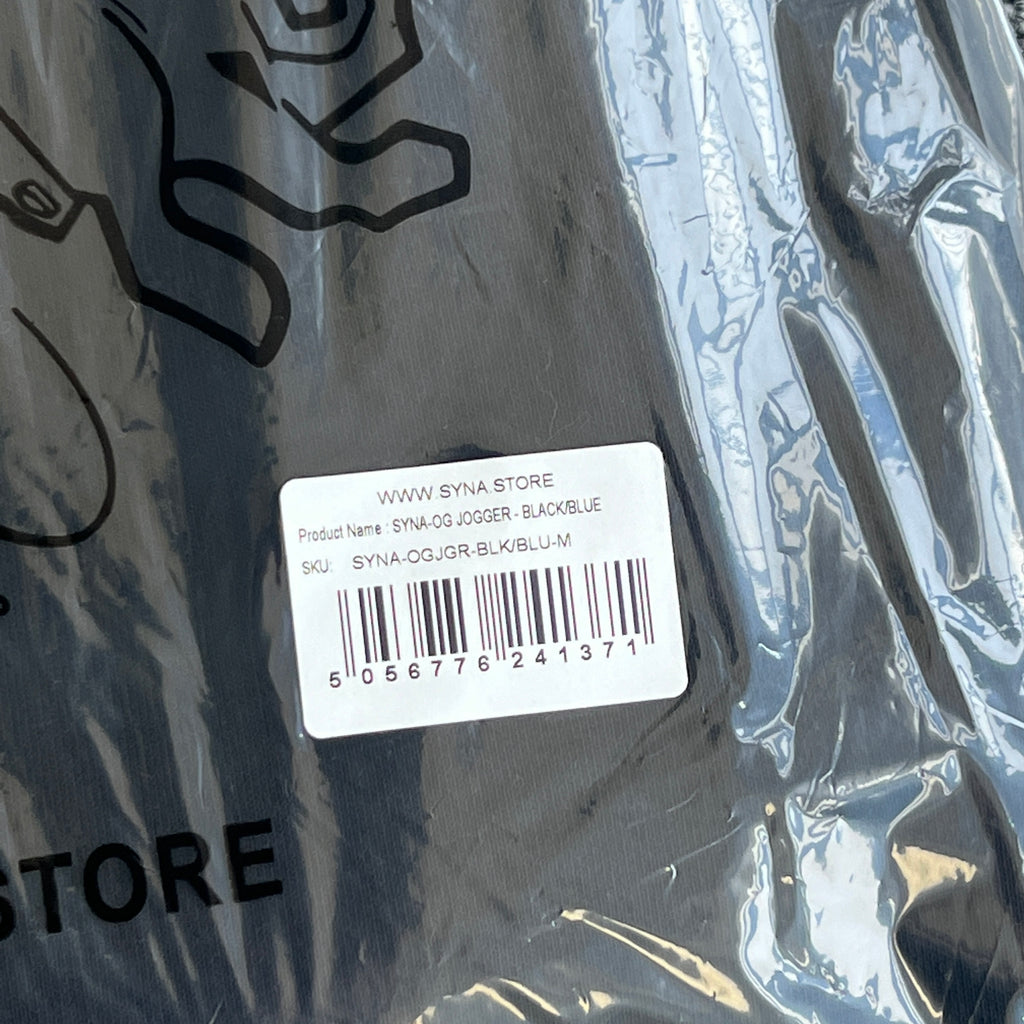 WWW.SYNA.STORE
Product Name : SYNA-OG JOGGER - BLACK/BLUE
SKU: SYNA-OGJGR-BLK/BLU-M
5 056776 241371
STORE